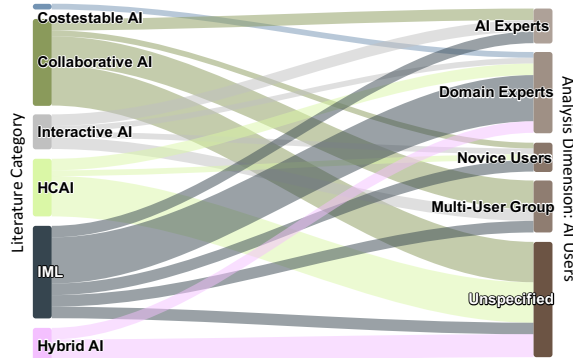 Literature Category
Costestable AI
Collaborative AI
Interactive AI
HCAI
IML
Hybrid AI
AI Experts
Domain Experts
Novice Users
Multi-User Group
Unspecified
Analysis Dimension: AI Users